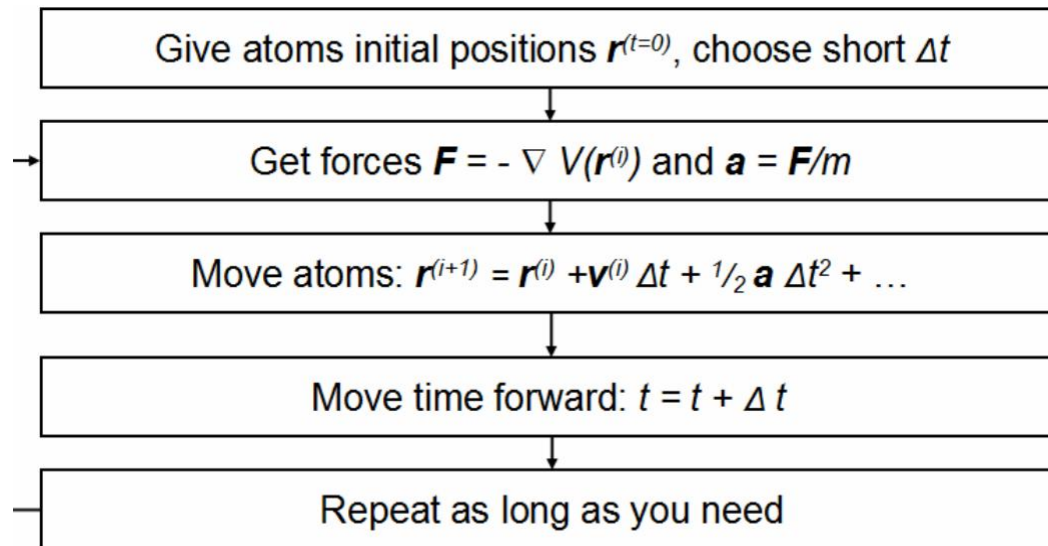 Give atoms initial positions r⁽ᵗ⁼⁰⁾, choose short Δt
Get forces F = - ∇ V(r⁽ⁱ⁾) and a = F/m
Move atoms: r⁽ⁱ⁺¹⁾ = r⁽ⁱ⁾ +v⁽ⁱ⁾ Δt + ¹/₂ a Δt² + …
Move time forward: t = t + Δ t
Repeat as long as you need